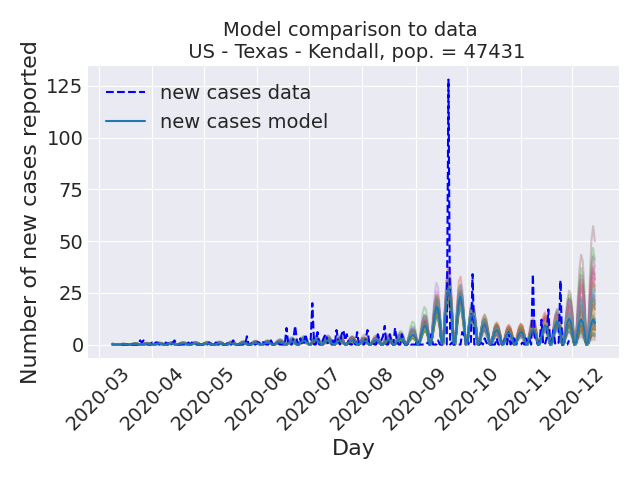 Model comparison to data
US - Texas - Kendall, pop. = 47431
Number of new cases reported
125
100
75
50
25
0
new cases data
new cases model
2020-03
2020-04
2020-05
2020-06
2020-07
2020-08
2020-09
2020-10
2020-11
2020-12
Day